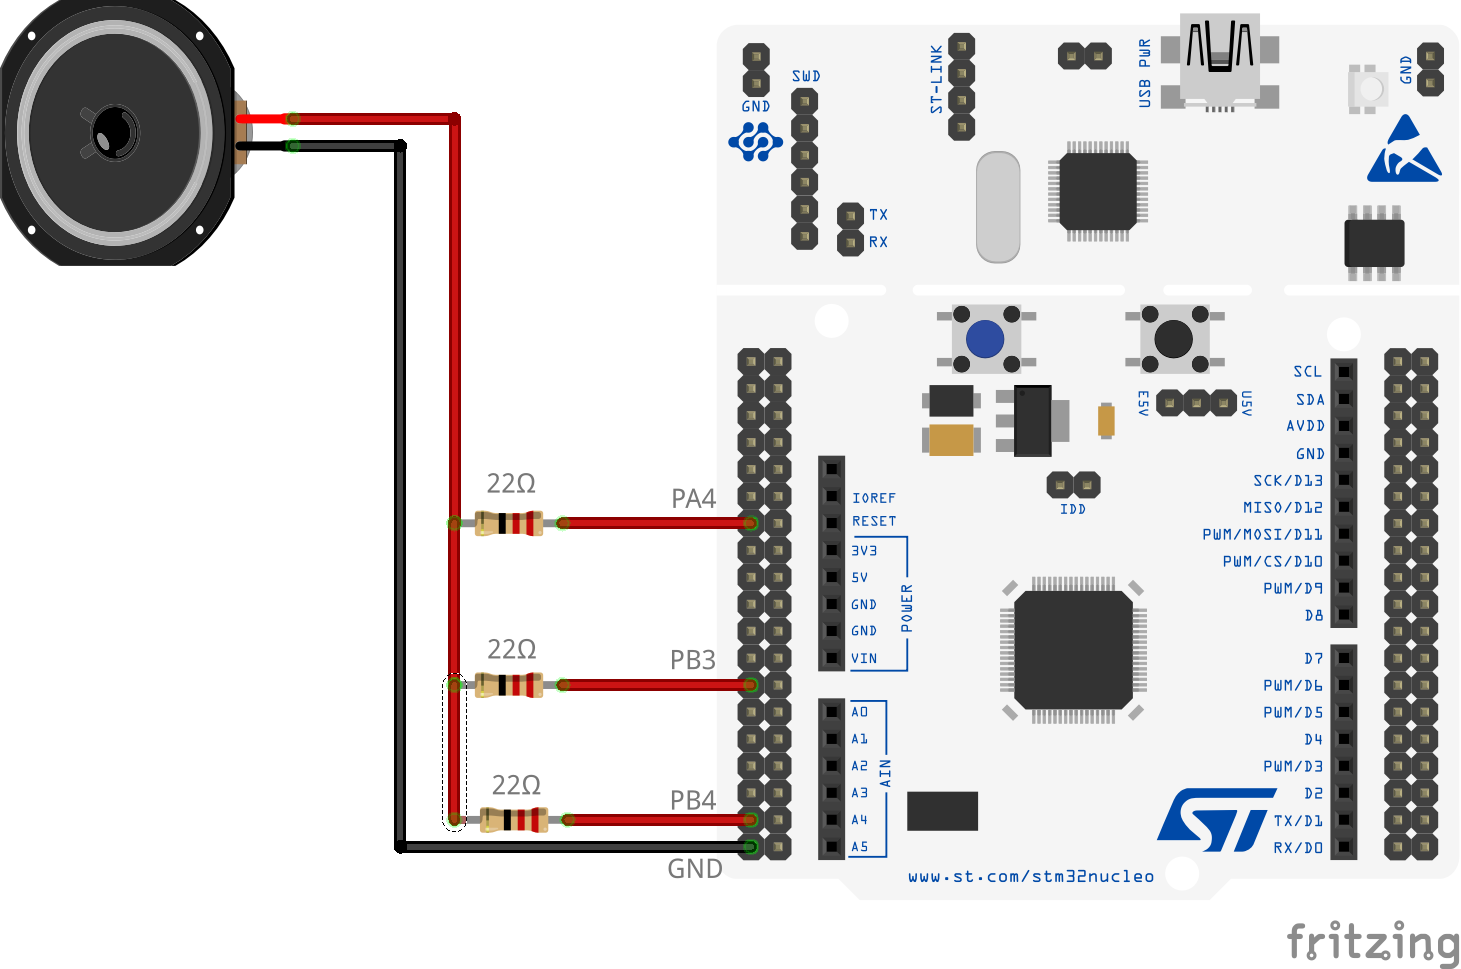 USB PWR
ST-LINK
GND
SWD
GND
TX
RX
SCL
SDA
E5V
U5V
AVDD
GND
22Ω
PA4
IOREF
SCK/D13
RESET
IDD
MISO/D12
PWM/MOSI/D11
3V3
PWM/CS/D10
5V
PWM/D9
GND
POWER
D8
GND
22Ω
PB3
VIN
D7
PWM/D6
A0
PWM/D5
A1
D4
A2
AIN
PWM/D3
22Ω
PB4
A3
D2
A4
ST
TX/D1
A5
RX/D0
GND
www.st.com/stm32nucleo
fritzing